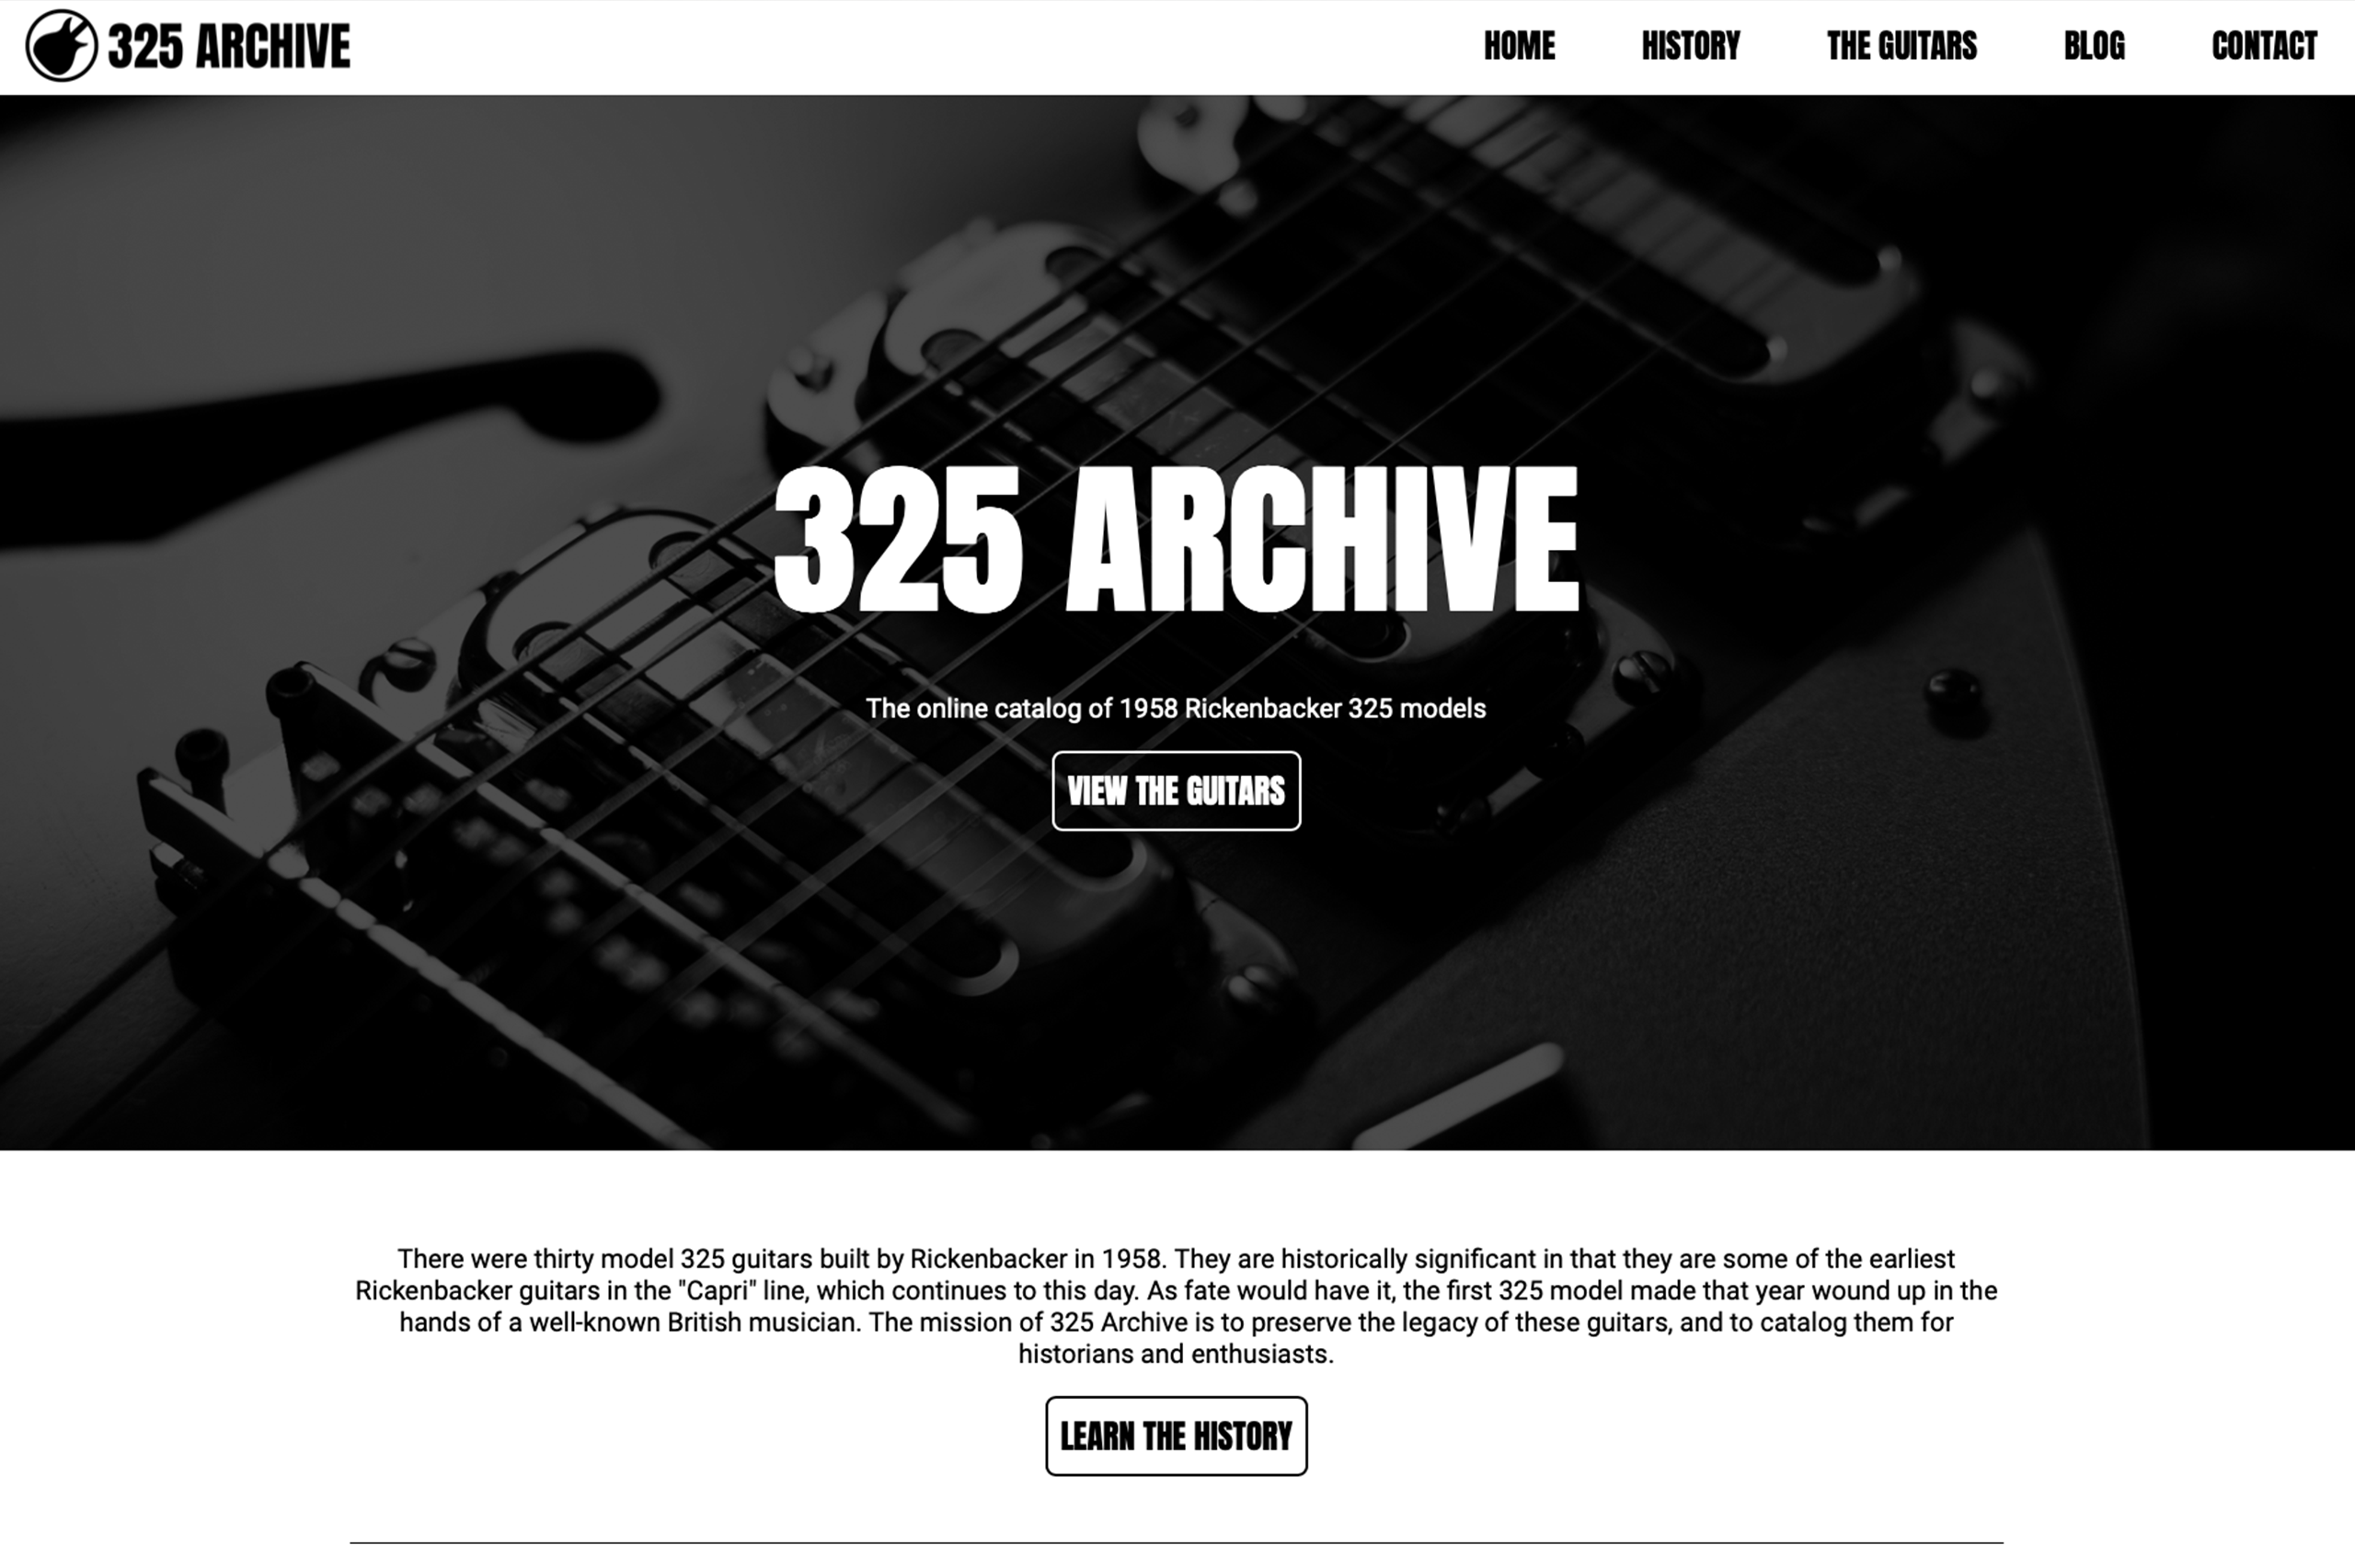 325 ARCHIVE
HOME
HISTORY
THE GUITARS
BLOG
CONTACT
325 ARCHIVE
The online catalog of 1958 Rickenbacker 325 models
VIEW THE GUITARS
There were thirty model 325 guitars built by Rickenbacker in 1958. They are historically significant in that they are some of the earliest
Rickenbacker guitars in the "Capri" line, which continues to this day. As fate would have it, the first 325 model made that year wound up in the
hands of a well-known British musician. The mission of 325 Archive is to preserve the legacy of these guitars, and to catalog them for
historians and enthusiasts.
LEARN THE HISTORY